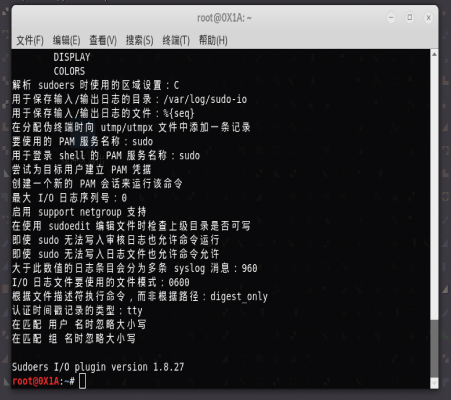 root@0X1A: ~
文件(F) 编辑(E) 查看(V) 搜索(S) 终端(T) 帮助(H)
DISPLAY
COLORS
解析 sudoers 时使用的区域设置：C
用于保存输入/输出日志的目录：/var/log/sudo-io
用于保存输入/输出日志的文件：%{seq}
在分配伪终端时向 utmp/utmpx 文件中添加一条记录
要使用的 PAM 服务名称：sudo
用于登录 shell 的 PAM 服务名称：sudo
尝试为目标用户建立 PAM 凭据
创建一个新的 PAM 会话来运行该命令
最大 I/O 日志序列号：0
启用 support netgroup 支持
在使用 sudoedit 编辑文件时检查上级目录是否可写
即使 sudo 无法写入审核日志也允许命令运行
即使 sudo 无法写入日志文件也允许命令允许
大于此数值的日志条目会分为多条 syslog 消息：960
I/O 日志文件要使用的文件模式：0600
根据文件描述符执行命令，而非根据路径：digest_only
认证时间戳记录的类型：tty
在匹配 用户 名时忽略大小写
在匹配 组 名时忽略大小写
Sudoers I/O plugin version 1.8.27
root@0X1A:~#